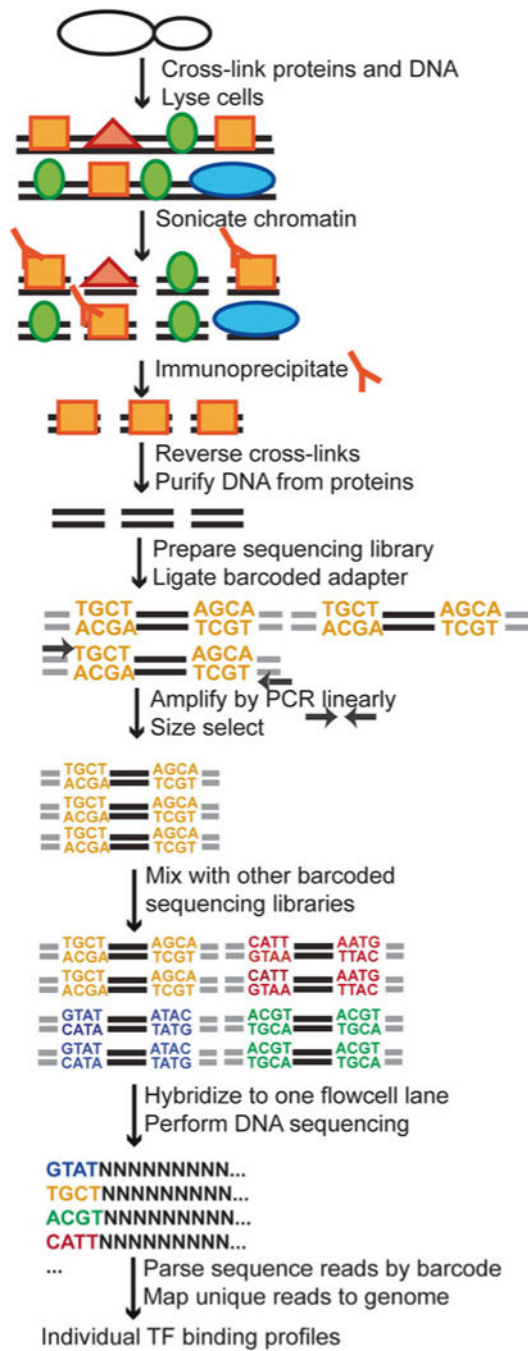 Cross-link proteins and DNA
Lyse cells
Sonicate chromatin
Immunoprecipitate
Reverse cross-links
Purify DNA from proteins
Prepare sequencing library
Ligate barcoded adapter
TGCT AGCA TGCT AGCA
ACGA TCGT ACGA TCGT
TGCT AGCA
ACGA TCGT
Amplify by PCR linearly
Size select
TGCT AGCA
ACGA TCGT
TGCT AGCA
ACGA TCGT
TGCT AGCA
ACGA TCGT
Mix with other barcoded
sequencing libraries
TGCT AGCA CATT AATG
ACGA TCGT GTAA TTAC
TGCT AGCA CATT AATG
ACGA TCGT GTAA TTAC
GTAT ATAC ACGT ACGT
CATA TATG TGCA TGCA
GTAT ATAC ACGT ACGT
CATA TATG TGCA TGCA
Hybridize to one flowcell lane
Perform DNA sequencing
GTATNNNNNNNNN...
TGCTNNNNNNNNN...
ACGTNNNNNNNNN...
CATTNNNNNNNNN...
...
Parse sequence reads by barcode
Map unique reads to genome
Individual TF binding profiles